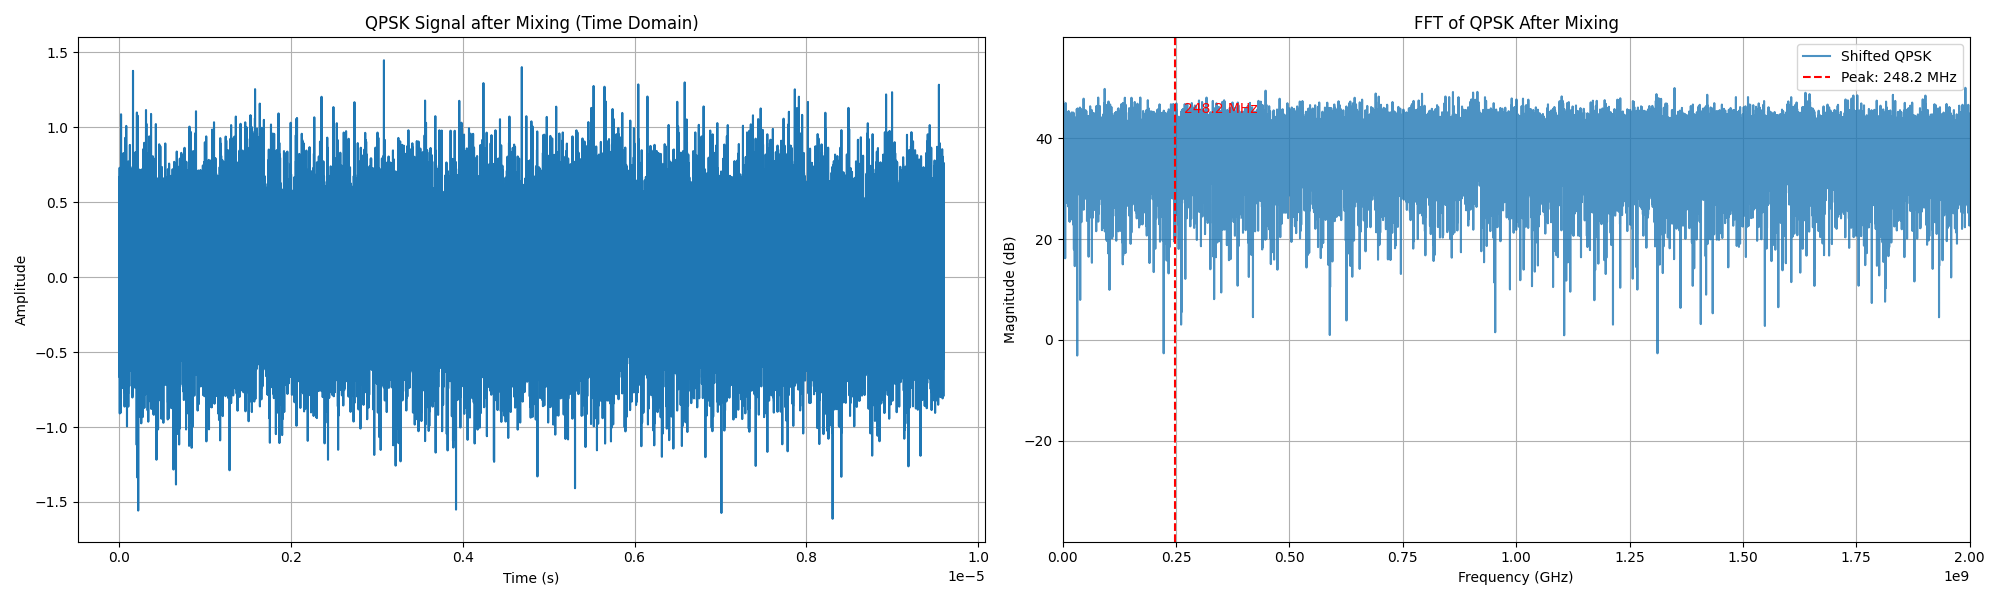 QPSK Signal after Mixing (Time Domain)
1.5
1.0
0.5
0.0
−0.5
−1.0
−1.5
Amplitude
0.0 0.2 0.4 0.6 0.8 1.0
1e−5
Time (s)
FFT of QPSK After Mixing
Shifted QPSK
Peak: 248.2 MHz
248.2 MHz
40
20
0
−20
Magnitude (dB)
0.00 0.25 0.50 0.75 1.00 1.25 1.50 1.75 2.00
1e9
Frequency (GHz)